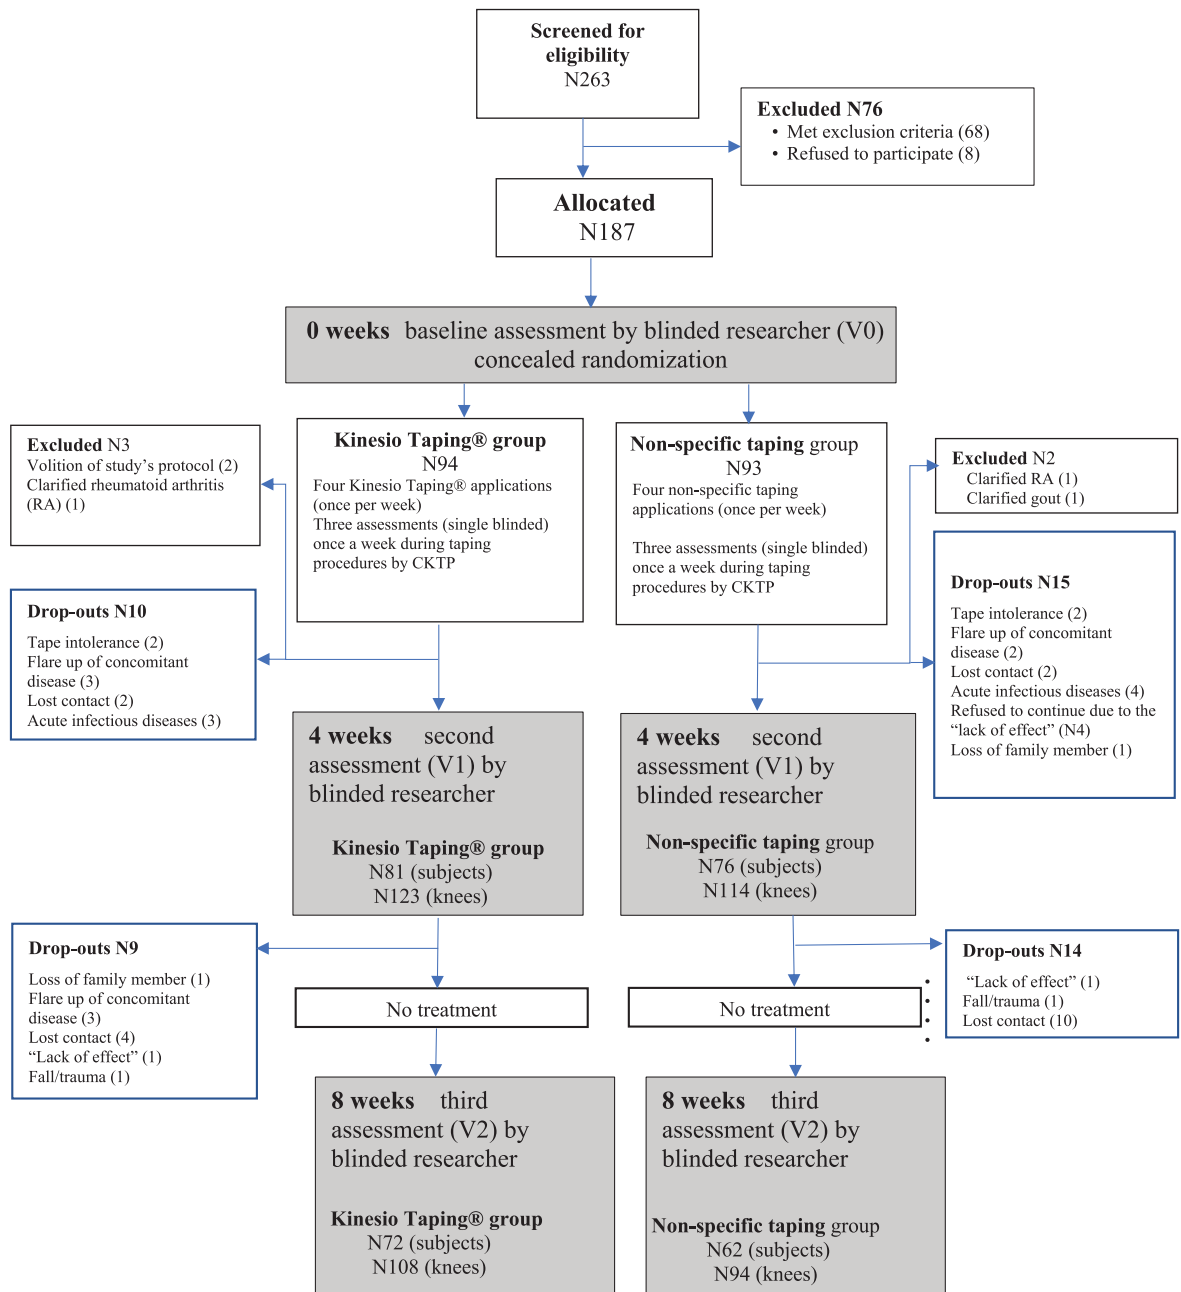 Screened for
eligibility
N263
Excluded N76
• Met exclusion criteria (68)
• Refused to participate (8)
Allocated
N187
0 weeks baseline assessment by blinded researcher (V0)
concealed randomization
Excluded N3
Volition of study's protocol (2)
Clarified rheumatoid arthritis
(RA) (1)
Kinesio Taping® group
N94
Four Kinesio Taping® applications
(once per week)
Three assessments (single blinded)
once a week during taping
procedures by CKTP
Non-specific taping group
N93
Four non-specific taping
applications (once per week)
Three assessments (single blinded)
once a week during taping
procedures by CKTP
Excluded N2
Clarified RA (1)
Clarified gout (1)
Drop-outs N10
Tape intolerance (2)
Flare up of concomitant
disease (3)
Lost contact (2)
Acute infectious diseases (3)
Drop-outs N15
Tape intolerance (2)
Flare up of concomitant
disease (2)
Lost contact (2)
Acute infectious diseases (4)
Refused to continue due to the
“lack of effect” (N4)
Loss of family member (1)
4 weeks second
assessment (V1) by
blinded researcher
Kinesio Taping® group
N81 (subjects)
N123 (knees)
4 weeks second
assessment (V1) by
blinded researcher
Non-specific taping group
N76 (subjects)
N114 (knees)
Drop-outs N9
Loss of family member (1)
Flare up of concomitant
disease (3)
Lost contact (4)
“Lack of effect” (1)
Fall/trauma (1)
Drop-outs N14
“Lack of effect” (1)
Fall/trauma (1)
Lost contact (10)
No treatment
No treatment
8 weeks third
assessment (V2) by
blinded researcher
Kinesio Taping® group
N72 (subjects)
N108 (knees)
8 weeks third
assessment (V2) by
blinded researcher
Non-specific taping group
N62 (subjects)
N94 (knees)